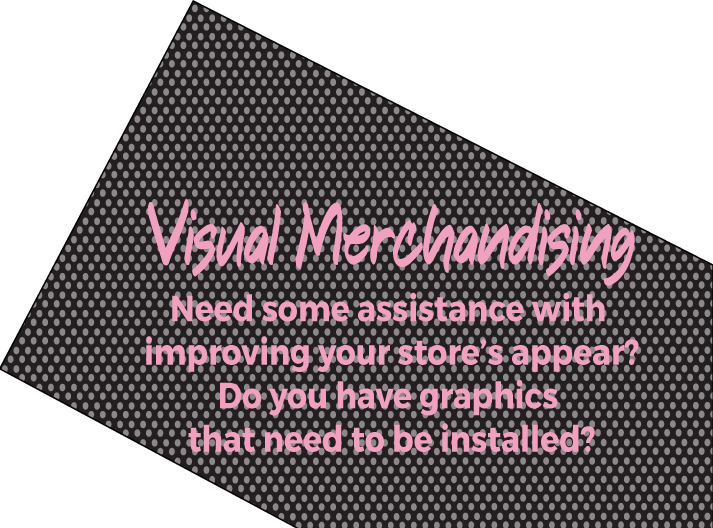 Visual Merchandising
Need some assistance with
improving your store's appear?
Do you have graphics
that need to be installed?